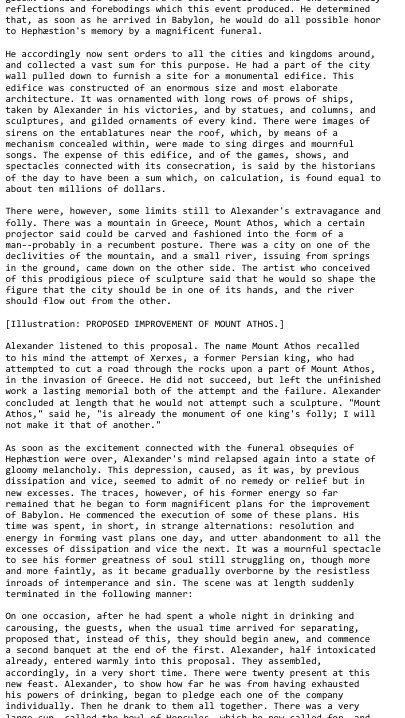 reflections and forebodings which this event produced. He determined
that, as soon as he arrived in Babylon, he would do all possible honor
to Hephæstion's memory by a magnificent funeral.

He accordingly now sent orders to all the cities and kingdoms around,
and collected a vast sum for this purpose. He had a part of the city
wall pulled down to furnish a site for a monumental edifice. This
edifice was constructed of an enormous size and most elaborate
architecture. It was ornamented with long rows of prows of ships,
taken by Alexander in his victories, and by statues, and columns, and
sculptures, and gilded ornaments of every kind. There were images of
sirens on the entablatures near the roof, which, by means of a
mechanism concealed within, were made to sing dirges and mournful
songs. The expense of this edifice, and of the games, shows, and
spectacles connected with its consecration, is said by the historians
of the day to have been a sum which, on calculation, is found equal to
about ten millions of dollars.

There were, however, some limits still to Alexander's extravagance and
folly. There was a mountain in Greece, Mount Athos, which a certain
projector said could be carved and fashioned into the form of a
man--probably in a recumbent posture. There was a city on one of the
declivities of the mountain, and a small river, issuing from springs
in the ground, came down on the other side. The artist who conceived
of this prodigious piece of sculpture said that he would so shape the
figure that the city should be in one of its hands, and the river
should flow out from the other.

[Illustration: PROPOSED IMPROVEMENT OF MOUNT ATHOS.]

Alexander listened to this proposal. The name Mount Athos recalled
to his mind the attempt of Xerxes, a former Persian king, who had
attempted to cut a road through the rocks upon a part of Mount Athos,
in the invasion of Greece. He did not succeed, but left the unfinished
work a lasting memorial both of the attempt and the failure. Alexander
concluded at length that he would not attempt such a sculpture. "Mount
Athos," said he, "is already the monument of one king's folly; I will
not make it that of another."

As soon as the excitement connected with the funeral obsequies of
Hephæstion were over, Alexander's mind relapsed again into a state of
gloomy melancholy. This depression, caused, as it was, by previous
dissipation and vice, seemed to admit of no remedy or relief but in
new excesses. The traces, however, of his former energy so far
remained that he began to form magnificent plans for the improvement
of Babylon. He commenced the execution of some of these plans. His
time was spent, in short, in strange alternations: resolution and
energy in forming vast plans one day, and utter abandonment to all the
excesses of dissipation and vice the next. It was a mournful spectacle
to see his former greatness of soul still struggling on, though more
and more faintly, as it became gradually overborne by the resistless
inroads of intemperance and sin. The scene was at length suddenly
terminated in the following manner:

On one occasion, after he had spent a whole night in drinking and
carousing, the guests, when the usual time arrived for separating,
proposed that, instead of this, they should begin anew, and commence
a second banquet at the end of the first. Alexander, half intoxicated
already, entered warmly into this proposal. They assembled,
accordingly, in a very short time. There were twenty present at this
new feast. Alexander, to show how far he was from having exhausted
his powers of drinking, began to pledge each one of the company
individually. Then he drank to them all together. There was a very
large cup, called the bowl of Hercules, which he now called for, and